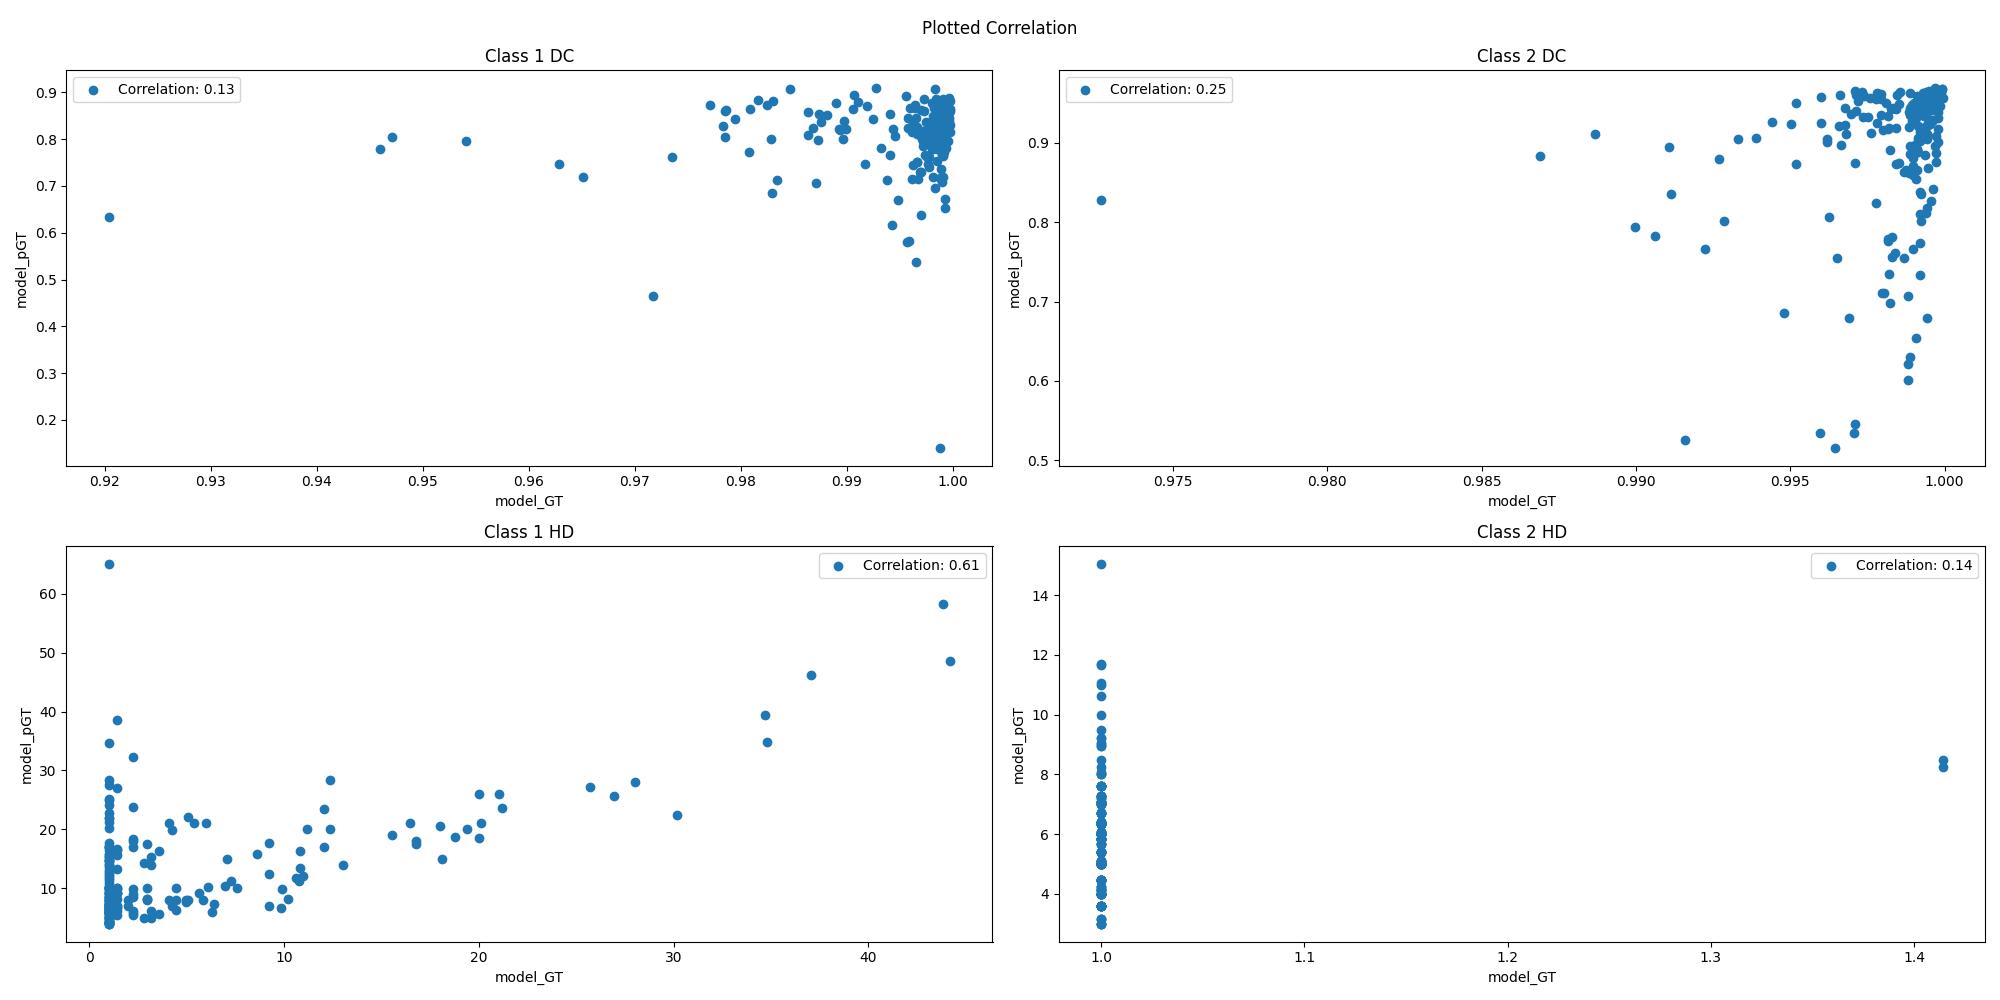 Plotted Correlation
Class 1 DC
Correlation: 0.13
0.9
0.8
0.7
0.6
0.5
0.4
0.3
0.2
model_pGT
0.92 0.93 0.94 0.95 0.96 0.97 0.98 0.99 1.00
model_GT
Class 2 DC
Correlation: 0.25
0.9
0.8
0.7
0.6
0.5
model_pGT
0.975 0.980 0.985 0.990 0.995 1.000
model_GT
Class 1 HD
Correlation: 0.61
60
50
40
30
20
10
model_pGT
0 10 20 30 40
model_GT
Class 2 HD
Correlation: 0.14
14
12
10
8
6
4
model_pGT
1.0 1.1 1.2 1.3 1.4
model_GT